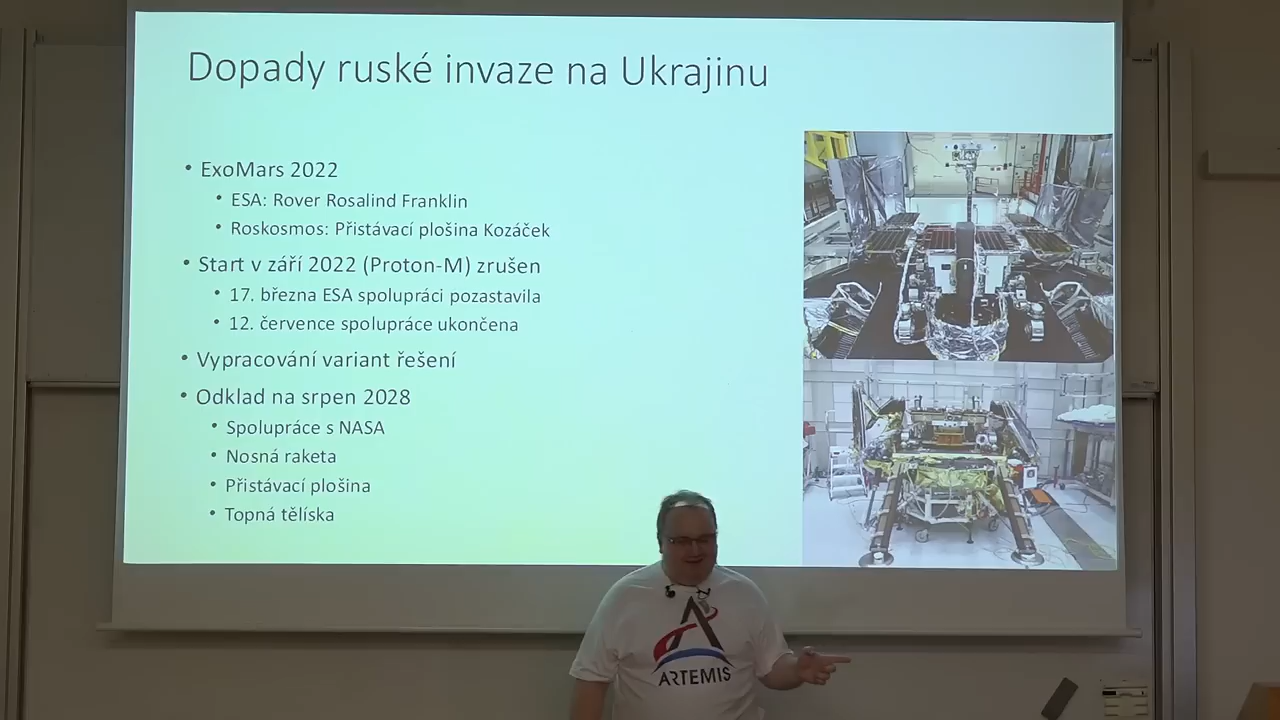 Dopady ruské invaze na Ukrajinu
• ExoMars 2022
• ESA: Rover Rosalind Franklin
• Roskosmos: Přistávací plošina Kozáček
• Start v září 2022 (Proton-M) zrušen
• 17. března ESA spolupráci pozastavila
• 12. července spolupráce ukončena
• Vypracování variant řešení
• Odklad na srpen 2028
• Spolupráce s NASA
• Nosná raketa
• Přistávací plošina
• Topná tělíska
ARTEMIS